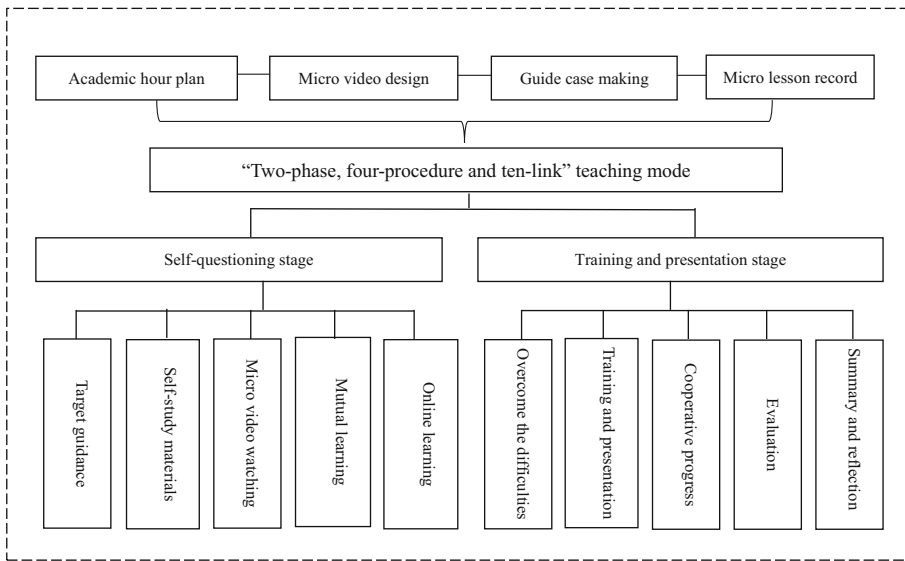 Academic hour plan
Micro video design
Guide case making
Micro lesson record
“Two-phase, four-procedure and ten-link” teaching mode
Self-questioning stage
Training and presentation stage
Target guidance
Self-study materials
Micro video watching
Mutual learning
Online learning
Overcome the difficulties
Training and presentation
Cooperative progress
Evaluation
Summary and reflection